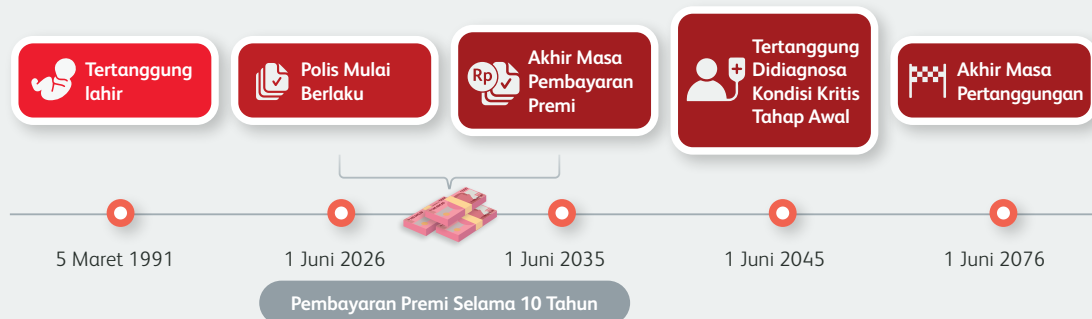 Tertanggung
lahir
Polis Mulai
Berlaku
Rp
Akhir Masa
Pembayaran
Premi
Tertanggung
Didiagnosa
Kondisi Kritis
Tahap Awal
Akhir Masa
Pertanggungan
5 Maret 1991
1 Juni 2026
1 Juni 2035
1 Juni 2045
1 Juni 2076
Pembayaran Premi Selama 10 Tahun